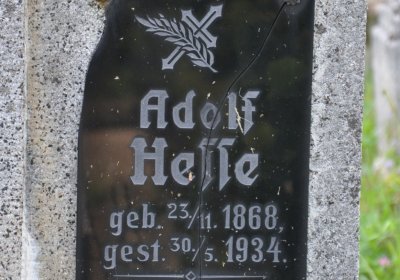 Adolf
Hesse
geb. 23/11. 1868,
gest. 30/5. 1934.